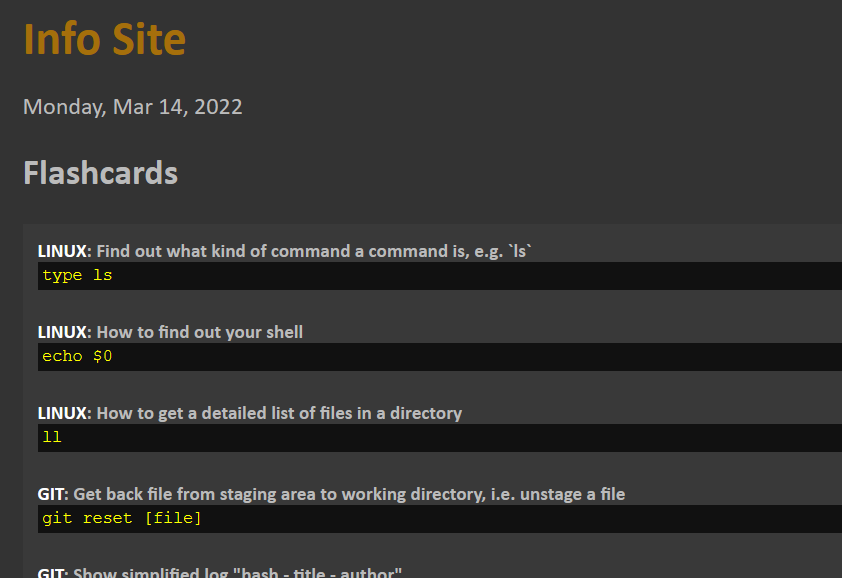 Info Site
Monday, Mar 14, 2022
Flashcards
LINUX: Find out what kind of command a command is, e.g. `ls`
type ls
LINUX: How to find out your shell
echo $0
LINUX: How to get a detailed list of files in a directory
ll
GIT: Get back file from staging area to working directory, i.e. unstage a file
git reset [file]
GIT: Show simplified log "hash - title - author"